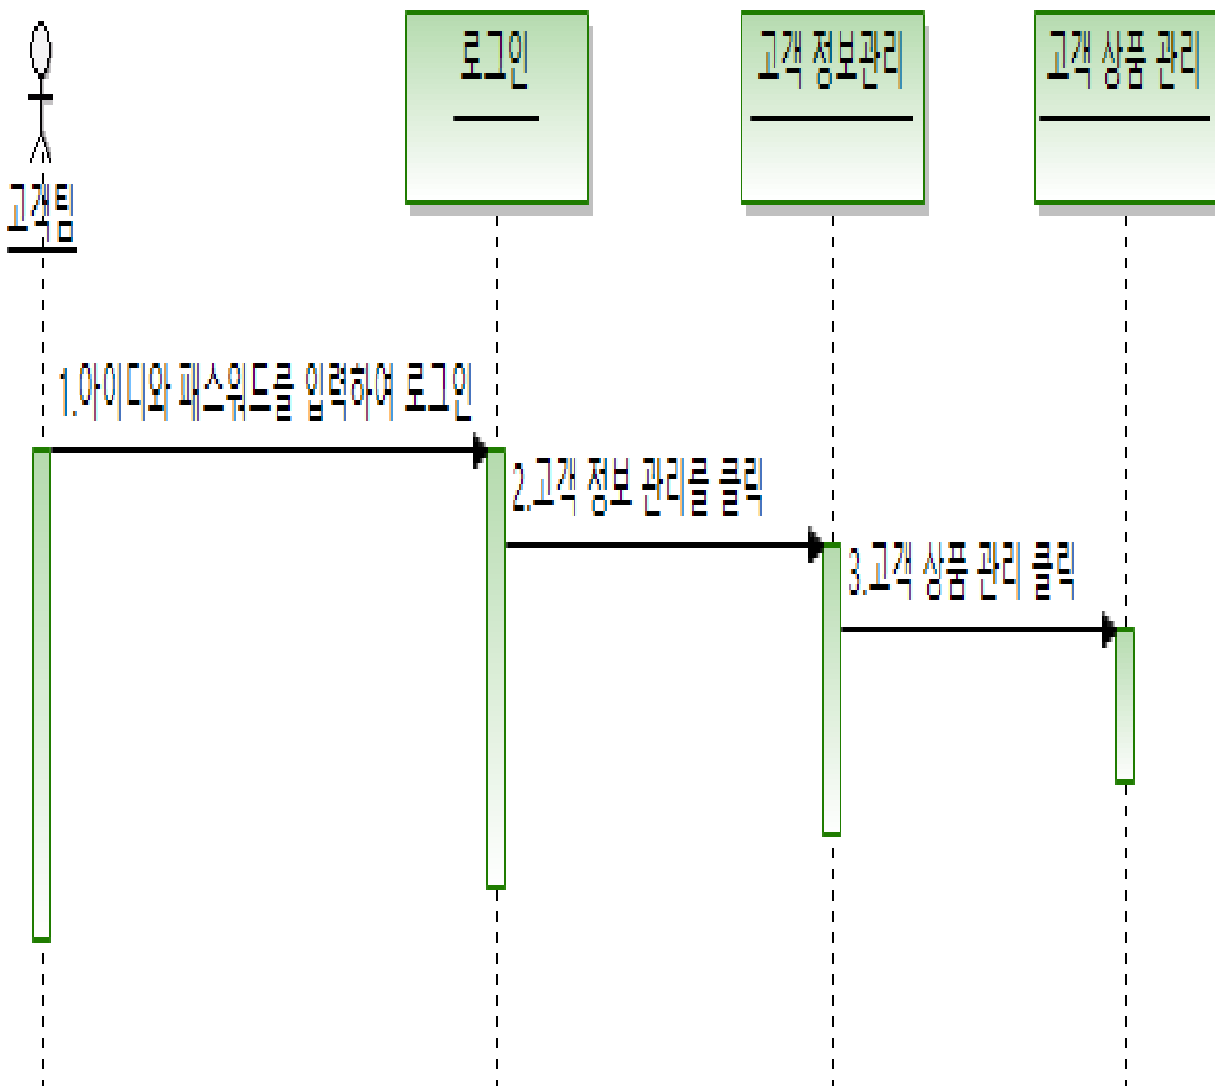 로그인
고객 정보관리
고객 상품 관리
고객팀
1.아이디와 패스워드를 입력하여 로그인
2.고객 정보 관리를 클릭
3.고객 상품 관리 클릭